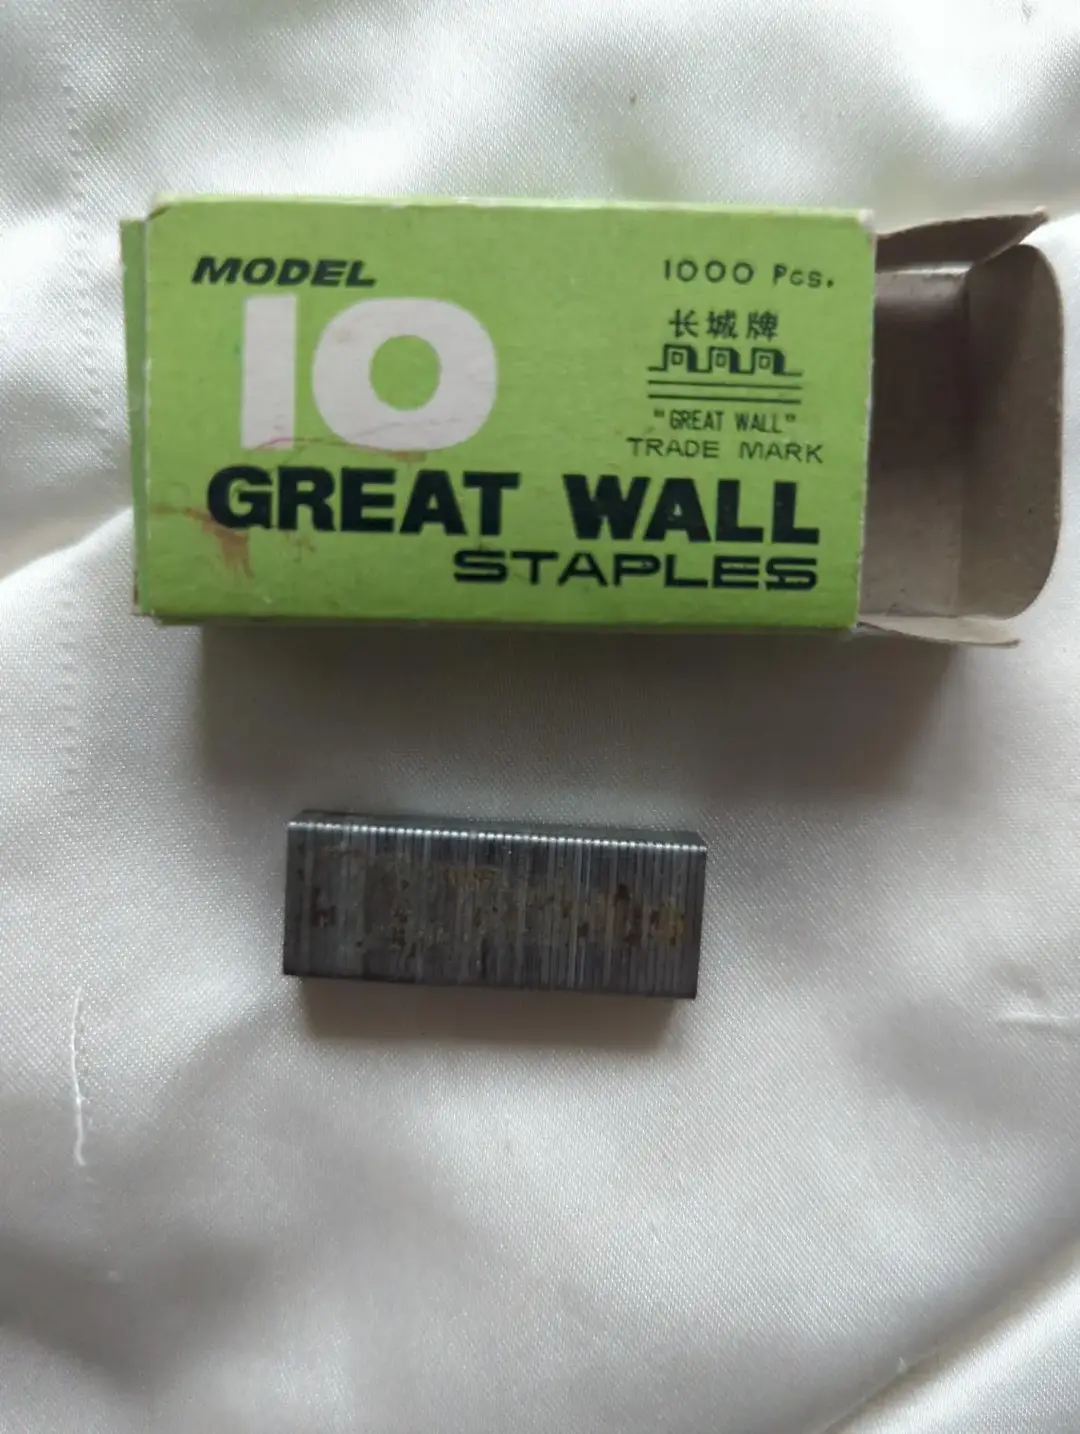 MODEL
10
1000 Pcs.
长城牌
"GREAT WALL"
TRADE MARK
GREAT WALL
STAPLES